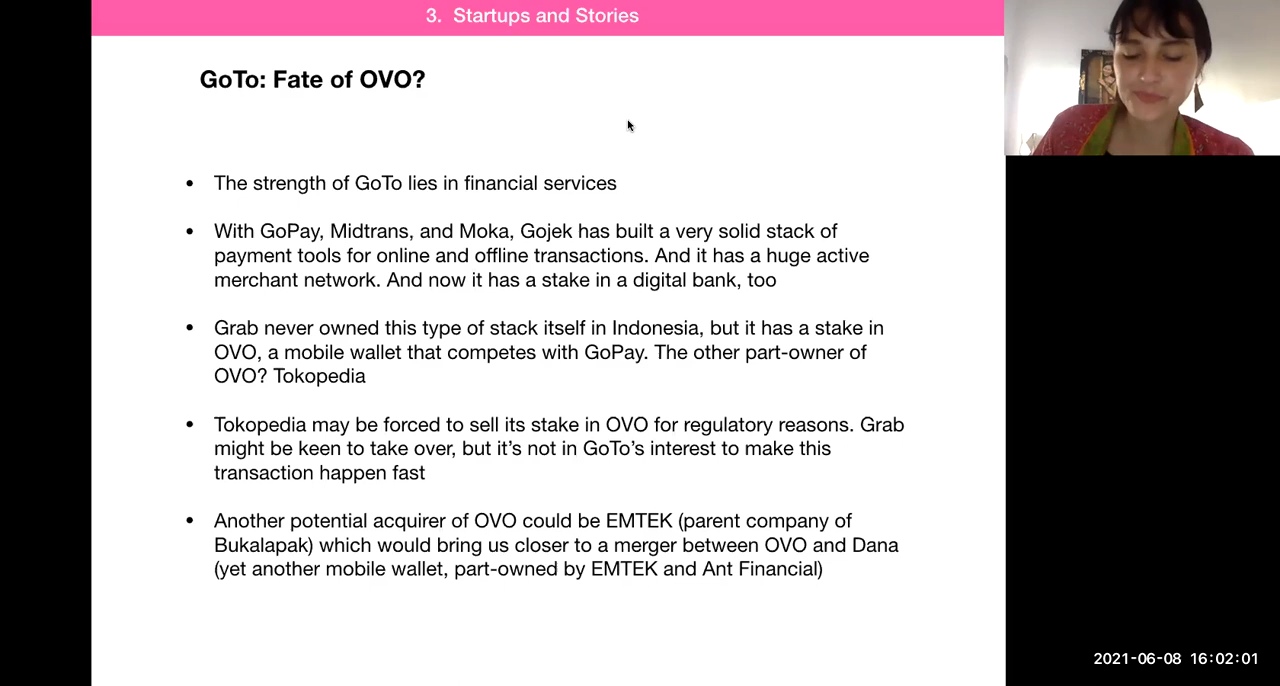 3. Startups and Stories
GoTo: Fate of OVO?
• The strength of GoTo lies in financial services
• With GoPay, Midtrans, and Moka, Gojek has built a very solid stack of
payment tools for online and offline transactions. And it has a huge active
merchant network. And now it has a stake in a digital bank, too
• Grab never owned this type of stack itself in Indonesia, but it has a stake in
OVO, a mobile wallet that competes with GoPay. The other part-owner of
OVO? Tokopedia
• Tokopedia may be forced to sell its stake in OVO for regulatory reasons. Grab
might be keen to take over, but it’s not in GoTo’s interest to make this
transaction happen fast
• Another potential acquirer of OVO could be EMTEK (parent company of
Bukalapak) which would bring us closer to a merger between OVO and Dana
(yet another mobile wallet, part-owned by EMTEK and Ant Financial)
2021-06-08 16:02:01